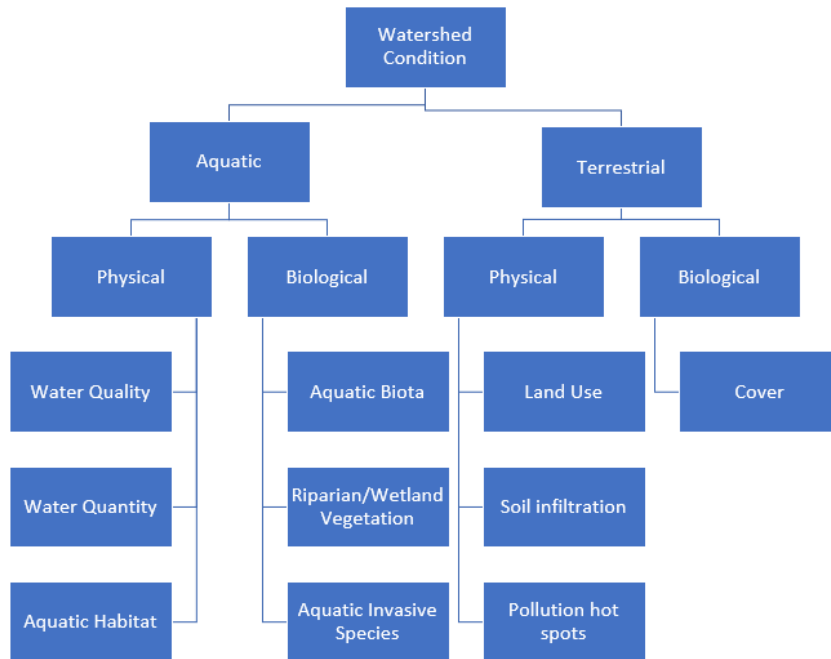 Watershed
Condition
Aquatic
Terrestrial
Physical
Biological
Physical
Biological
Water Quality
Aquatic Biota
Land Use
Cover
Water Quantity
Riparian/Wetland
Vegetation
Soil infiltration
Aquatic Habitat
Aquatic Invasive
Species
Pollution hot
spots